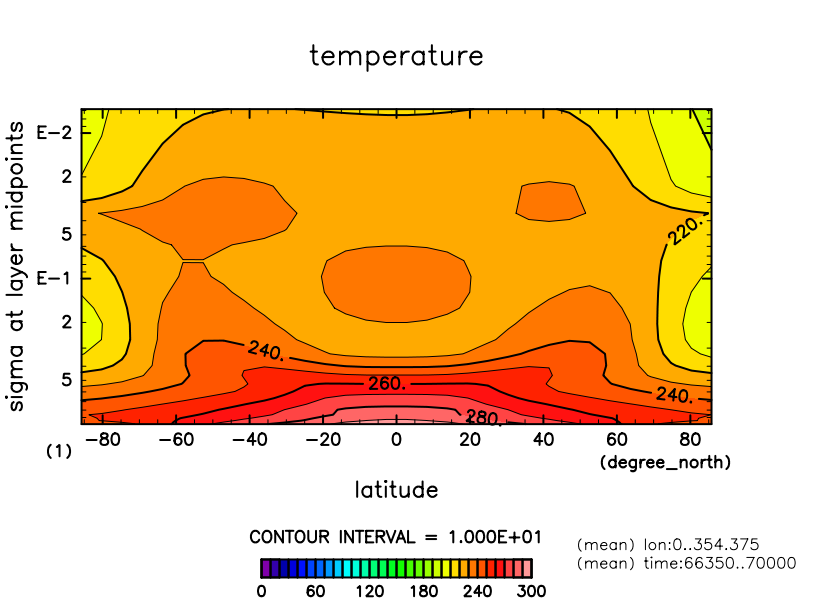 temperature
sigma at layer midpoints
E−2
2
5
E−1
2
5
220.
240.
260.
240.
280.
−80 −60 −40 −20 0 20 40 60 80
(1)
(degree_north)
latitude
CONTOUR INTERVAL = 1.000E+01
0 60 120 180 240 300
(mean) lon:0..354.375
(mean) time:66350..70000